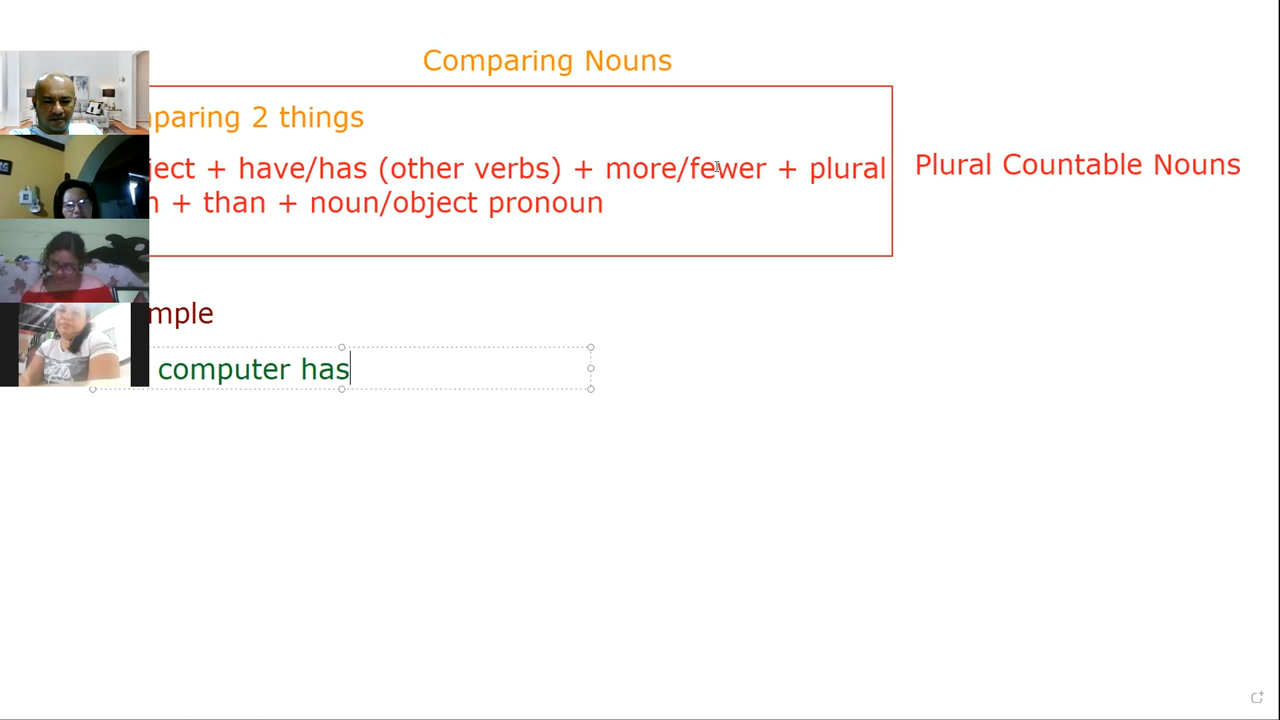 Comparing Nouns
paring 2 things
ject + have/has (other verbs) + more/fewer + plural
Plural Countable Nouns
+ than + noun/object pronoun
mple
computer has